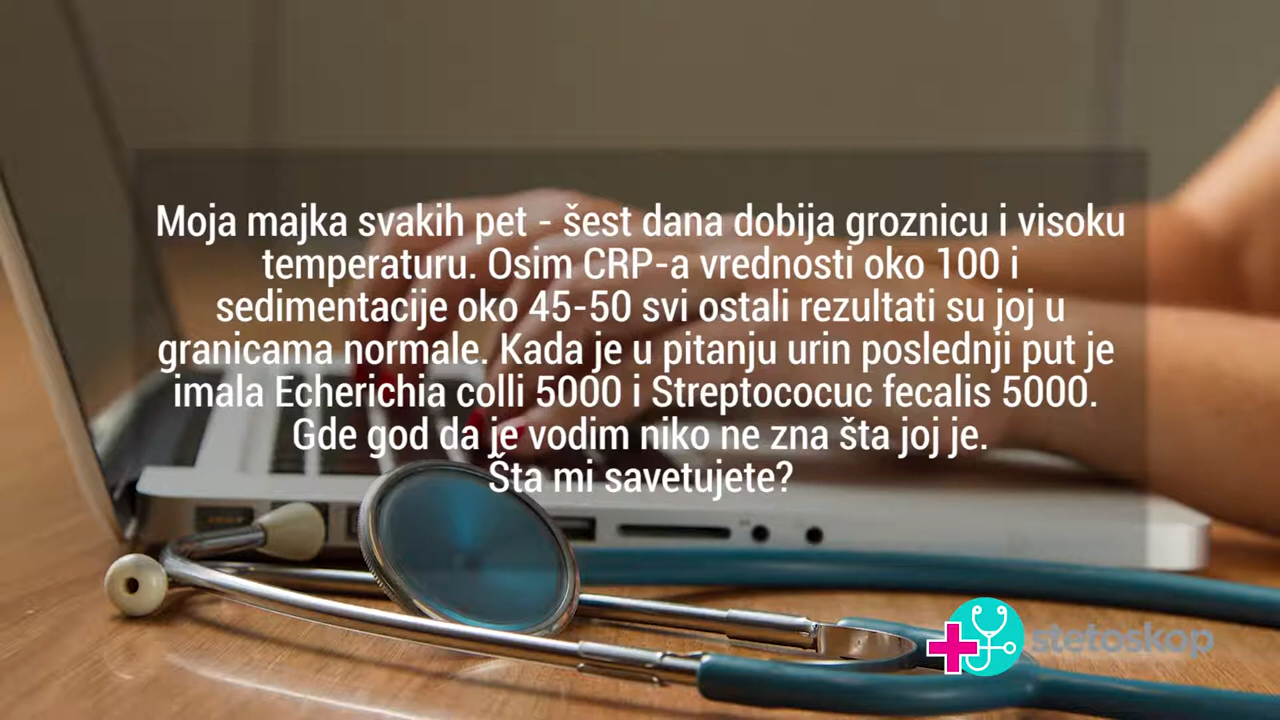 Moja majka svakih pet - šest dana dobija groznicu i visoku
temperaturu. Osim CRP-a vrednosti oko 100 i
sedimentacije oko 45-50 svi ostali rezultati su joj u
granicama normale. Kada je u pitanju urin poslednji put je
imala Echerichia colli 5000 i Streptococuc fecalis 5000.
Gde god da je vodim niko ne zna šta joj je.
Šta mi savetujete?
stetoskop